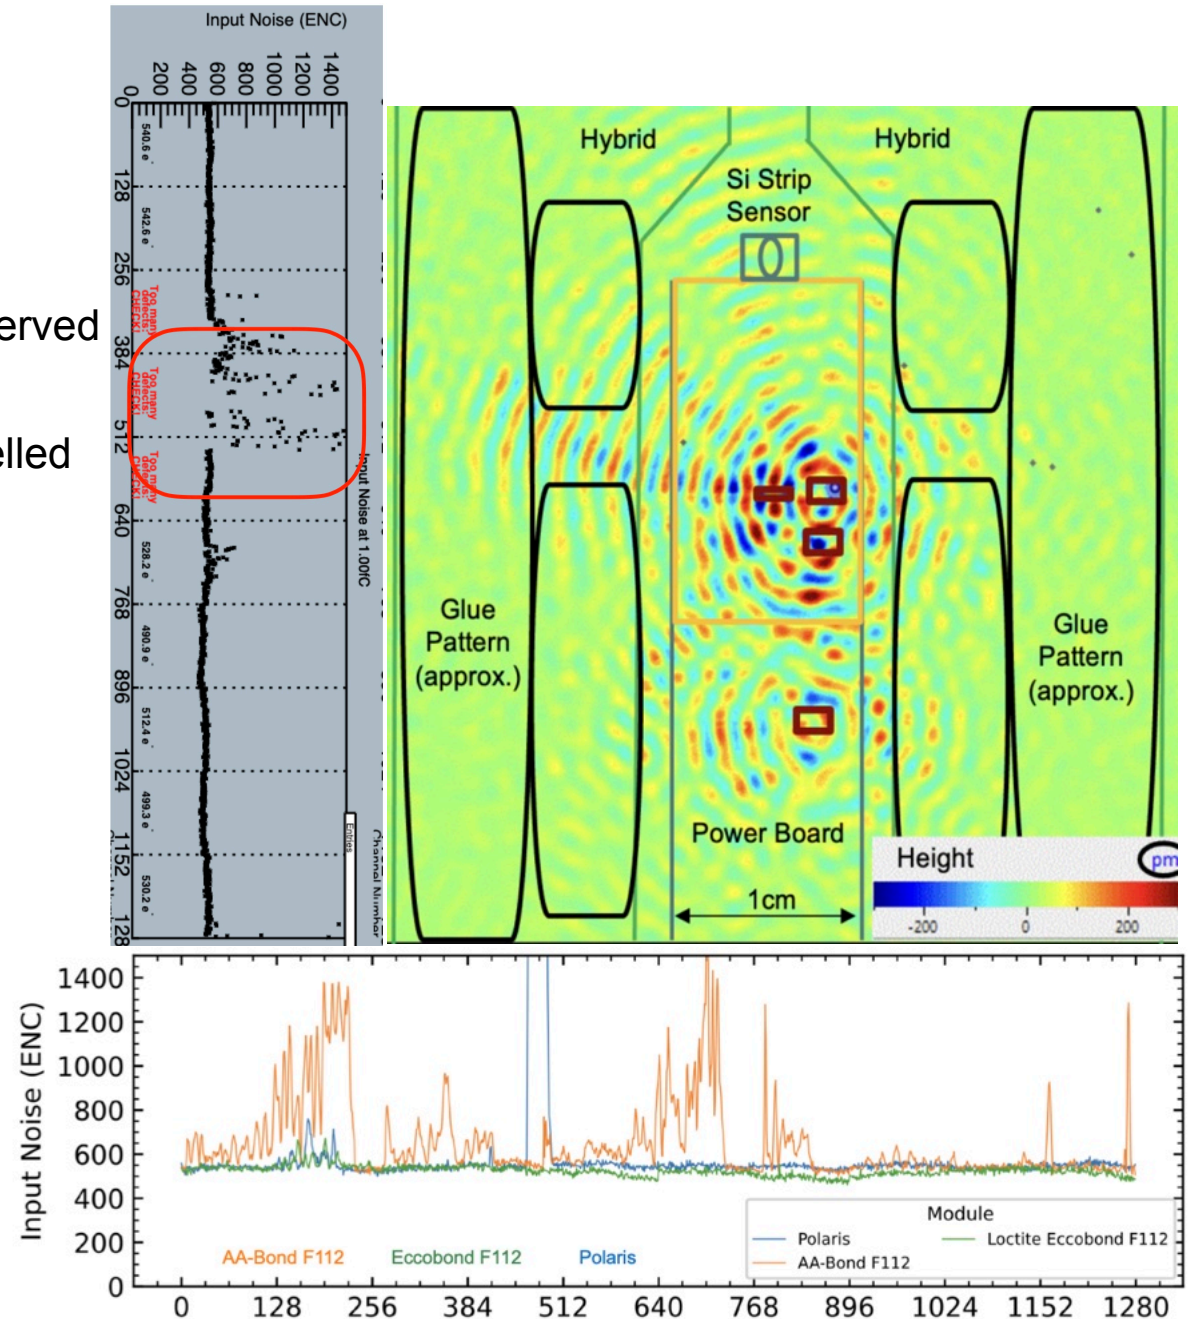 Input Noise (ENC)
0 200 400 600 800 1000 1200 1400
0
128
256
384
512
640
768
896
1024
1152
128
540.6 e
542.6 e
Too many
defects:
CHECK!
Too many
defects:
CHECK!
Too many
defects:
CHECK!
528.2 e
490.9 e
512.4 e
499.3 e
530.2 e
Input Noise at 1.00fC
Entries
Channel Number
erved
elled
Hybrid
Hybrid
Si Strip
Sensor
Glue
Pattern
(approx.)
Glue
Pattern
(approx.)
Power Board
1cm
Height
pm
-200 0 200
Input Noise (ENC)
1400
1200
1000
800
600
400
200
0
AA-Bond F112 Eccobond F112 Polaris
Module
Polaris Loctite Eccobond F112
AA-Bond F112
0 128 256 384 512 640 768 896 1024 1152 1280